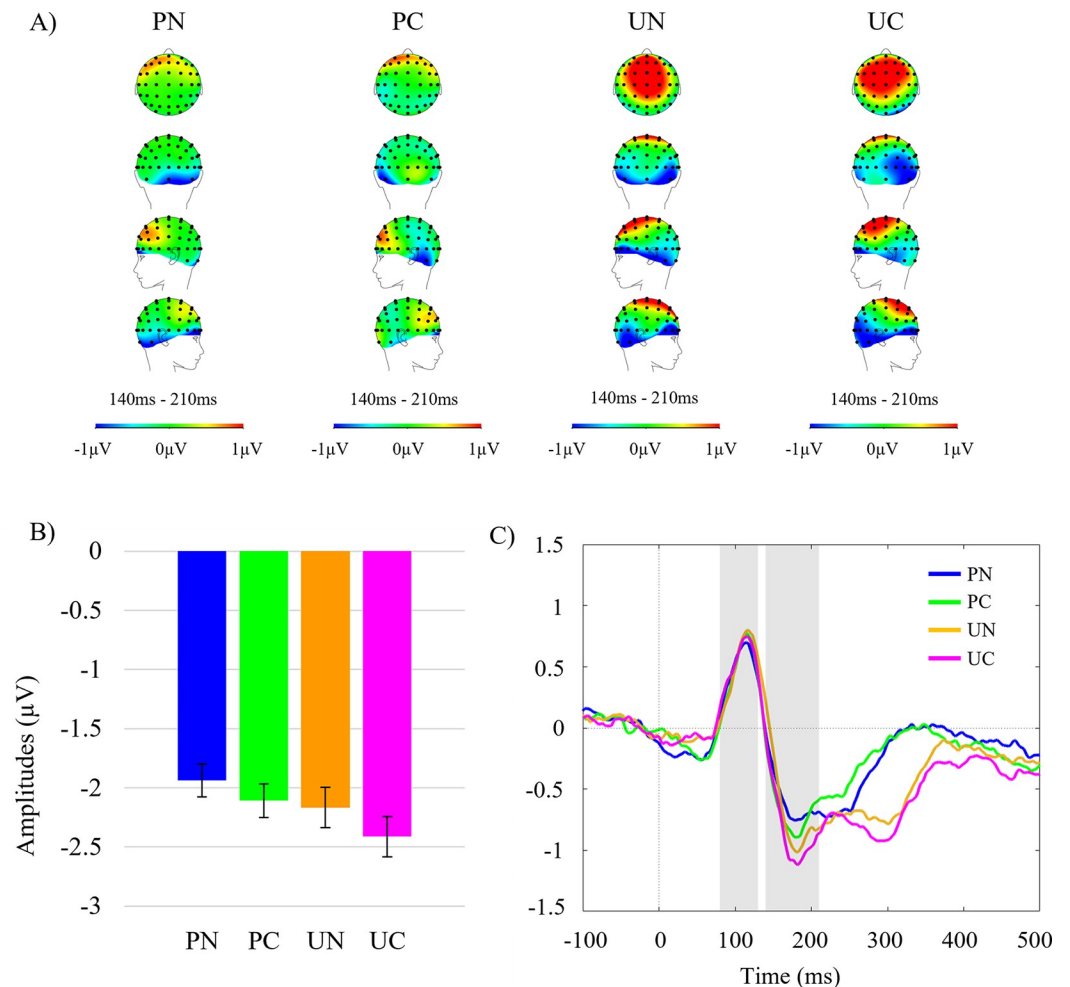 A) PN PC UN UC
140ms - 210ms 140ms - 210ms 140ms - 210ms 140ms - 210ms
-1µV 0µV 1µV -1µV 0µV 1µV -1µV 0µV 1µV -1µV 0µV 1µV
B)
0
-0.5
-1
-1.5
-2
-2.5
-3
Amplitudes (µV)
PN PC UN UC
C)
1.5
1
0.5
0
-0.5
-1
-1.5
PN
PC
UN
UC
-100 0 100 200 300 400 500
Time (ms)